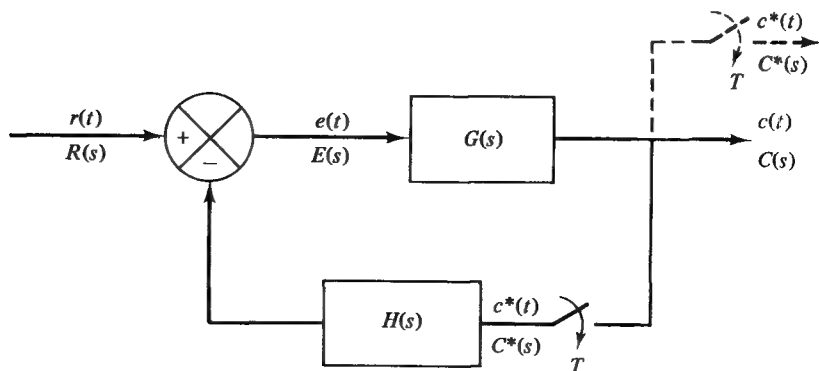 c*(t)
C*(s)
T
r(t)
R(s)
+
−
e(t)
E(s)
G(s)
c(t)
C(s)
H(s)
c*(t)
C*(s)
T